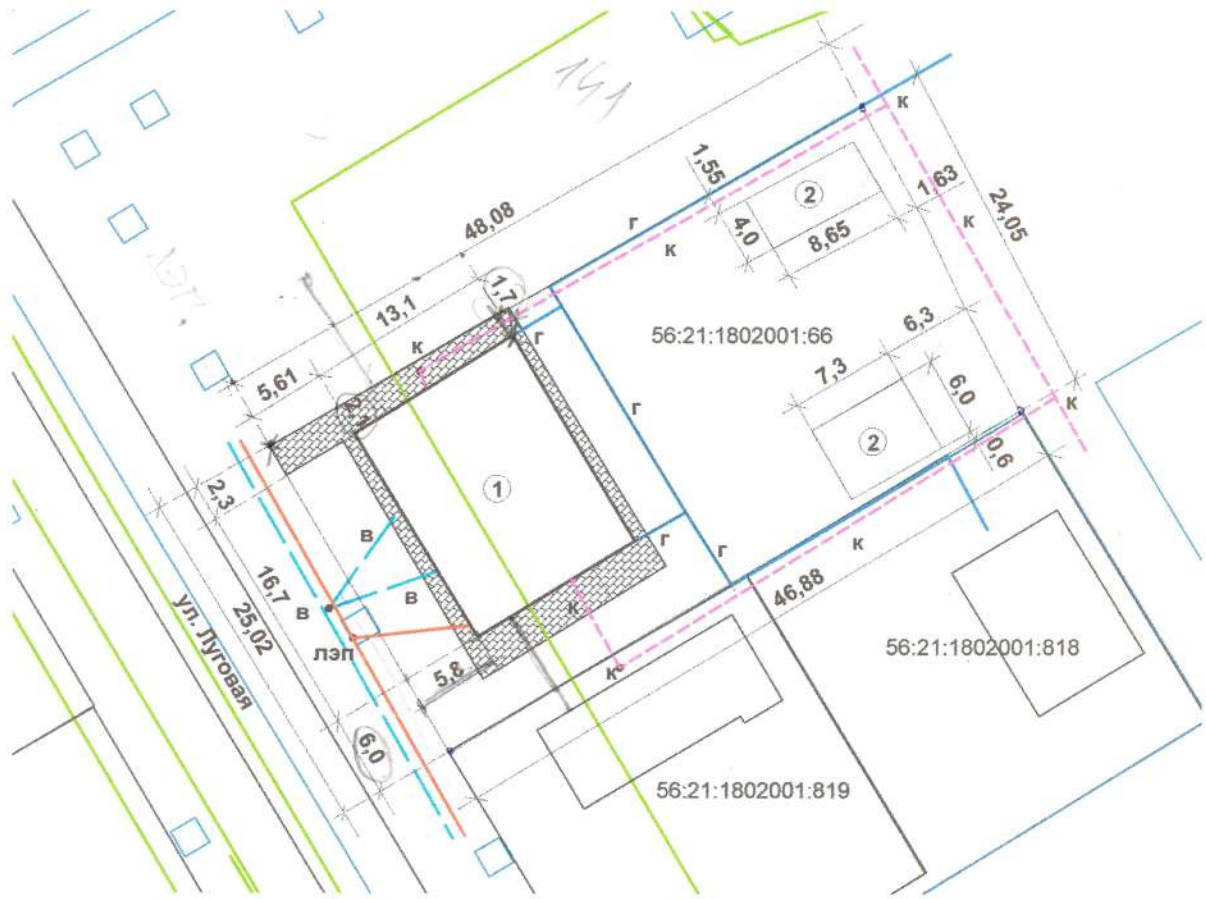 141
48,08
13,1
5,61
1,7
к
г
1,55
4,0
2
8,65
1,63
24,05
к
к
г
к
56:21:1802001:66
г
6,3
7,3
6,0
2
0,6
к
1
2,3
16,7
25,02
ул. Луговая
в
в
в
лэп
к
к
г
г
к
46,88
5,8
6,0
56:21:1802001:818
56:21:1802001:819